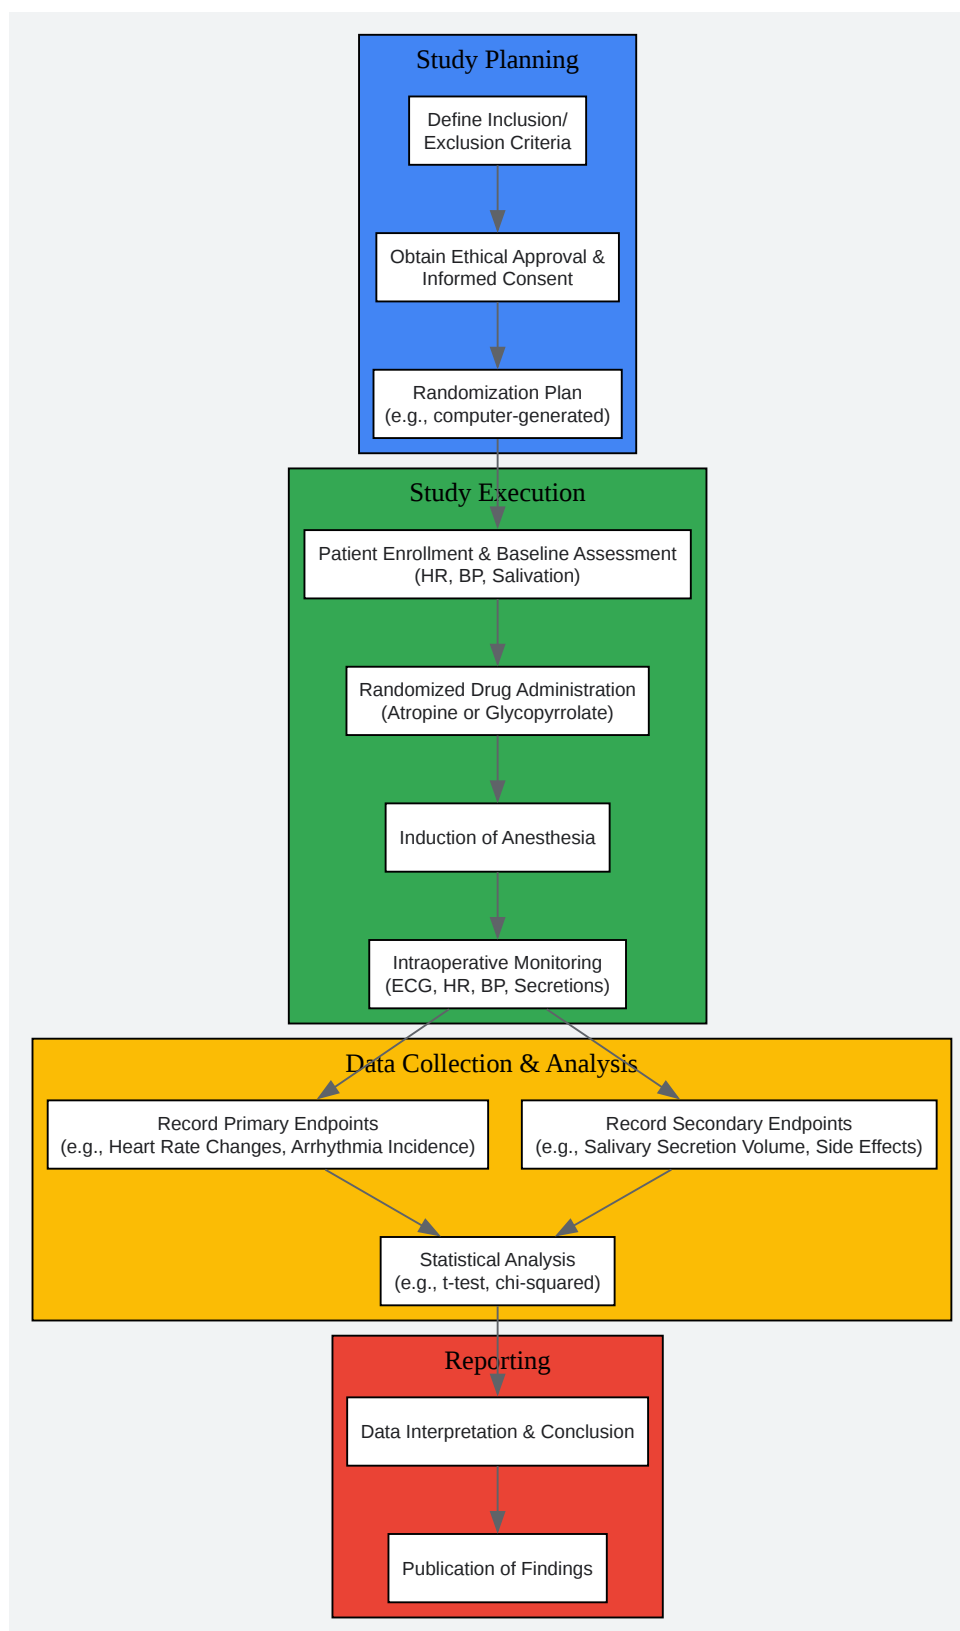 Study Planning
Define Inclusion/
Exclusion Criteria
Obtain Ethical Approval &
Informed Consent
Randomization Plan
(e.g., computer-generated)
Study Execution
Patient Enrollment & Baseline Assessment
(HR, BP, Salivation)
Randomized Drug Administration
(Atropine or Glycopyrrolate)
Induction of Anesthesia
Intraoperative Monitoring
(ECG, HR, BP, Secretions)
Data Collection & Analysis
Record Primary Endpoints
(e.g., Heart Rate Changes, Arrhythmia Incidence)
Record Secondary Endpoints
(e.g., Salivary Secretion Volume, Side Effects)
Statistical Analysis
(e.g., t-test, chi-squared)
Reporting
Data Interpretation & Conclusion
Publication of Findings